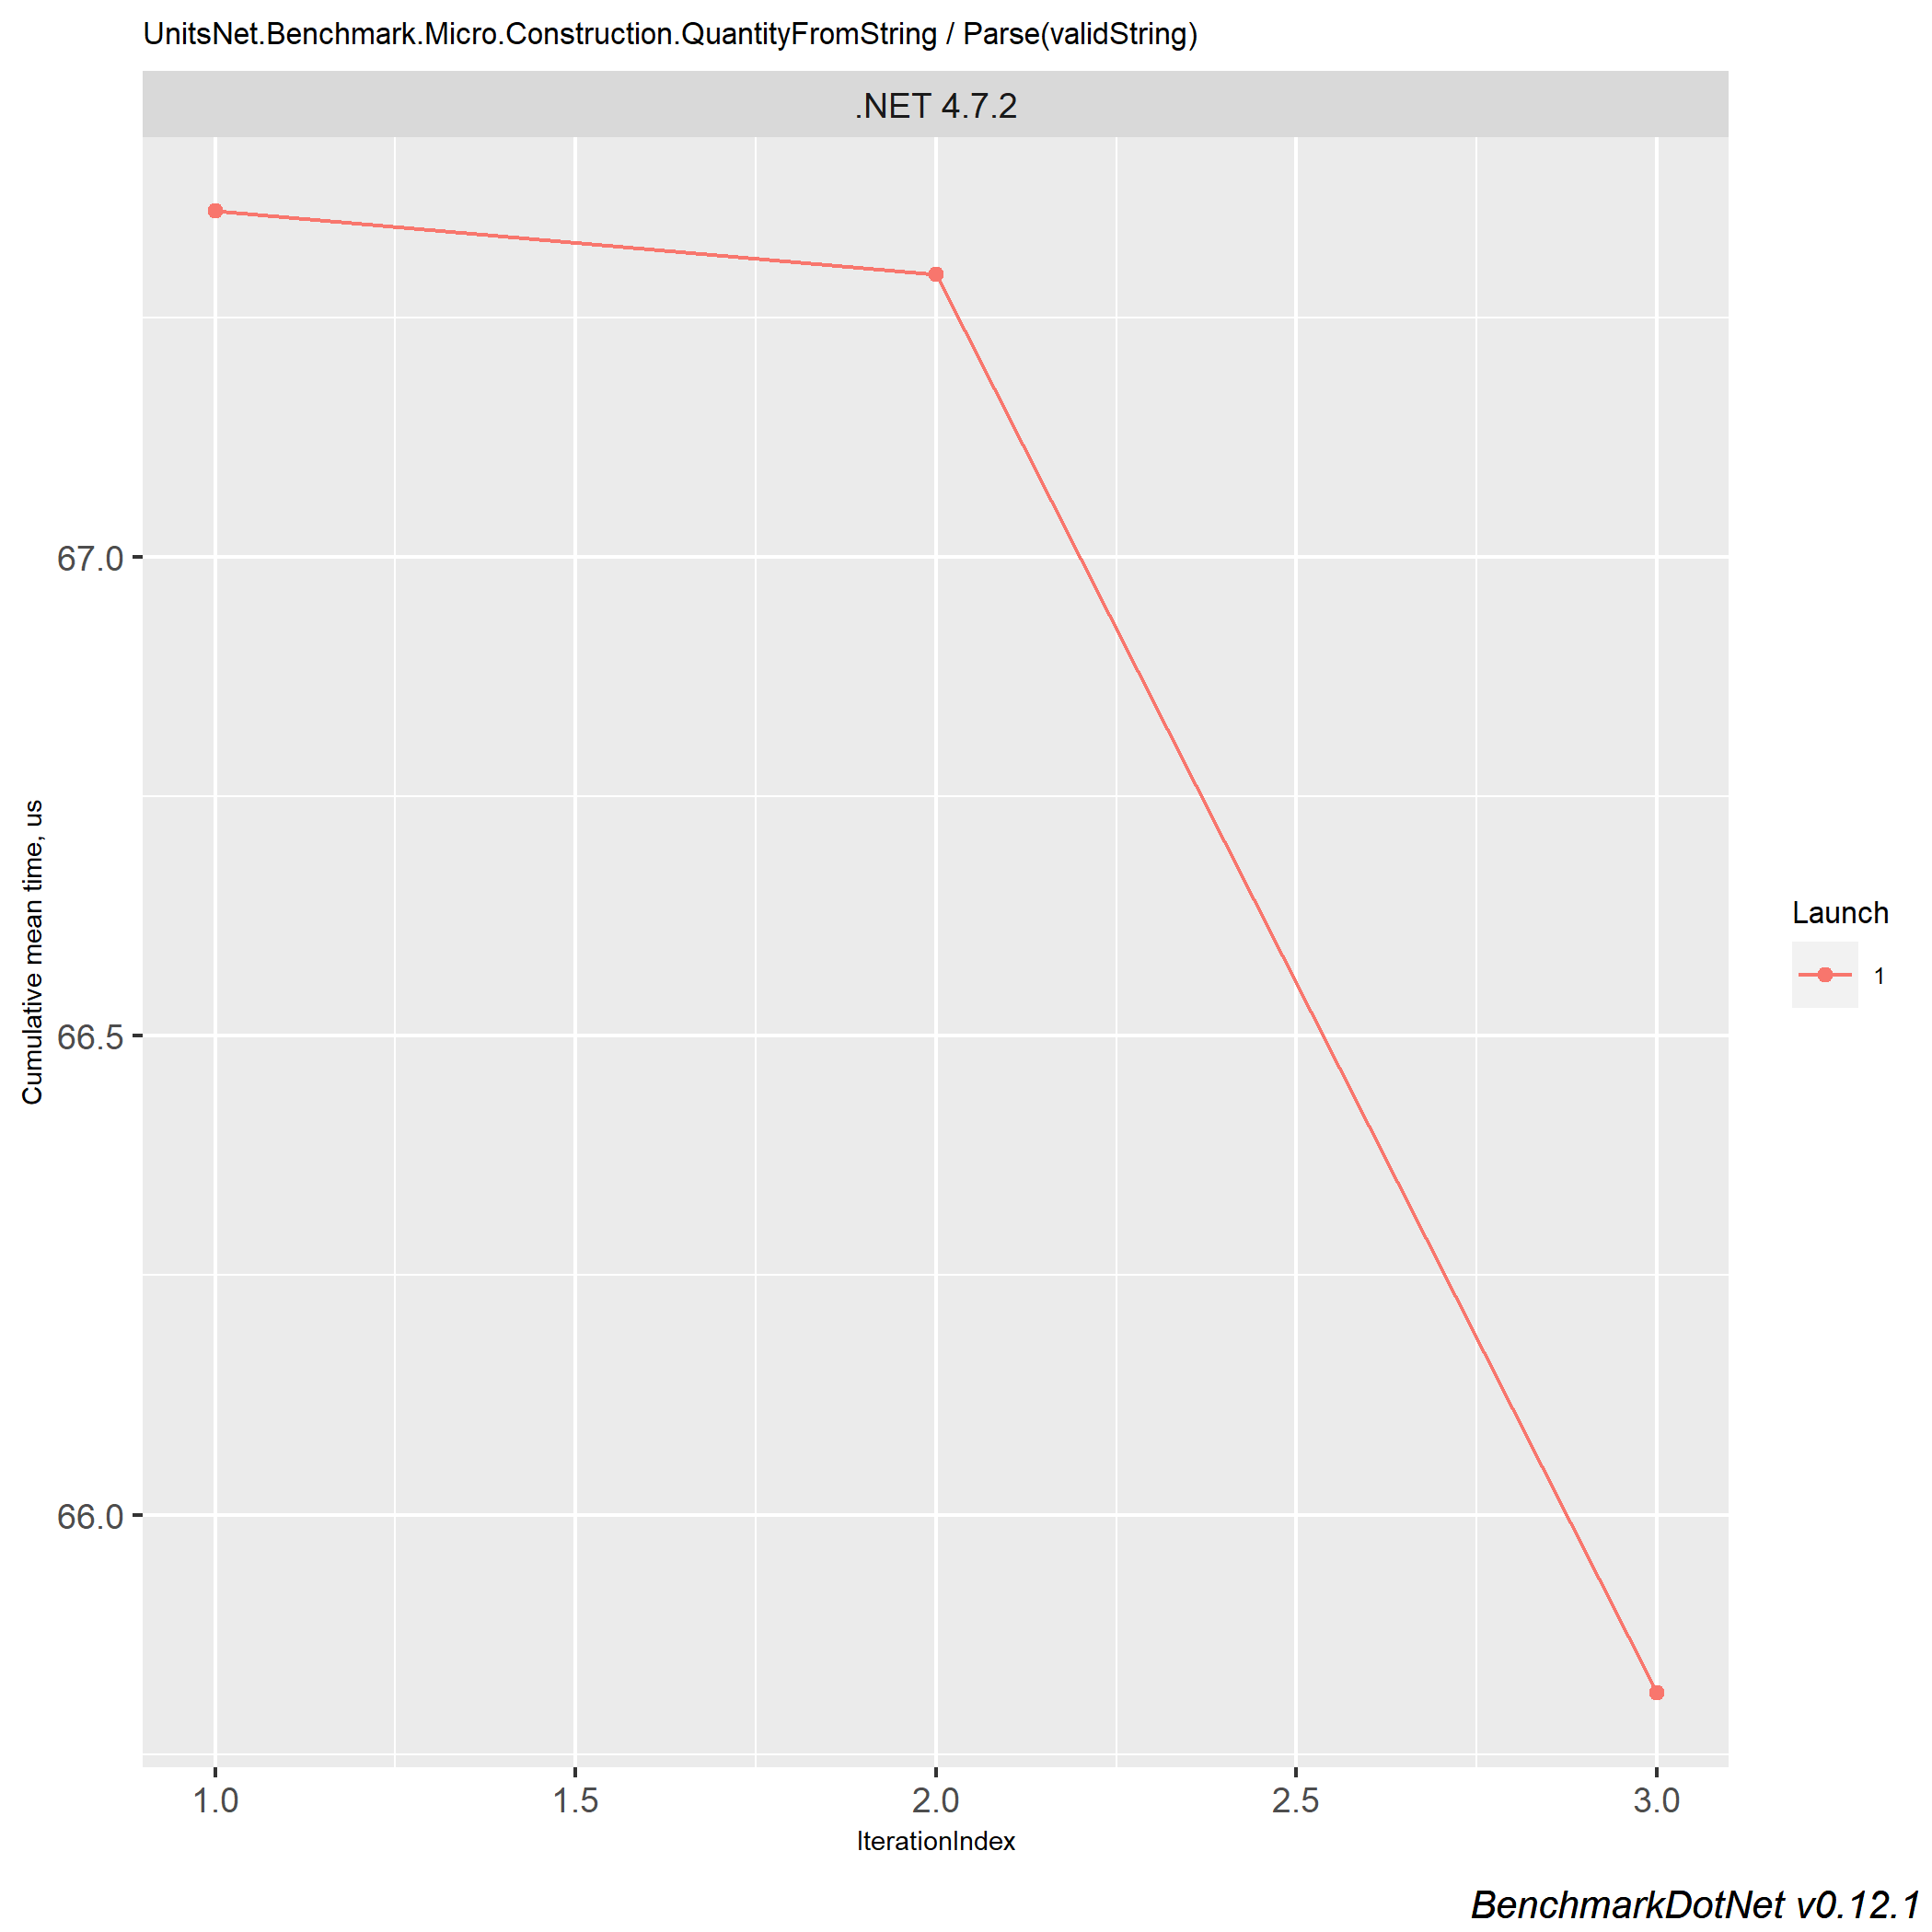 UnitsNet.Benchmark.Micro.Construction.QuantityFromString / Parse(validString)
.NET 4.7.2
67.0
66.5
66.0
Cumulative mean time, us
1.0
1.5
2.0
2.5
3.0
IterationIndex
Launch
1
BenchmarkDotNet v0.12.1